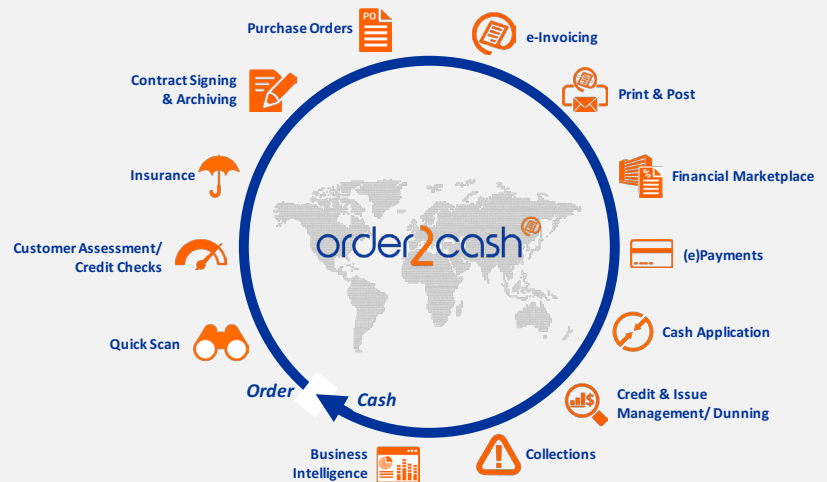 PO
Purchase Orders
e-Invoicing
Contract Signing
& Archiving
Print & Post
Insurance
%
Financial Marketplace
order2cash
Customer Assessment/
Credit Checks
(e)Payments
Quick Scan
Cash Application
Order
Cash
$
Credit & Issue
Management/ Dunning
Business
Intelligence
Collections